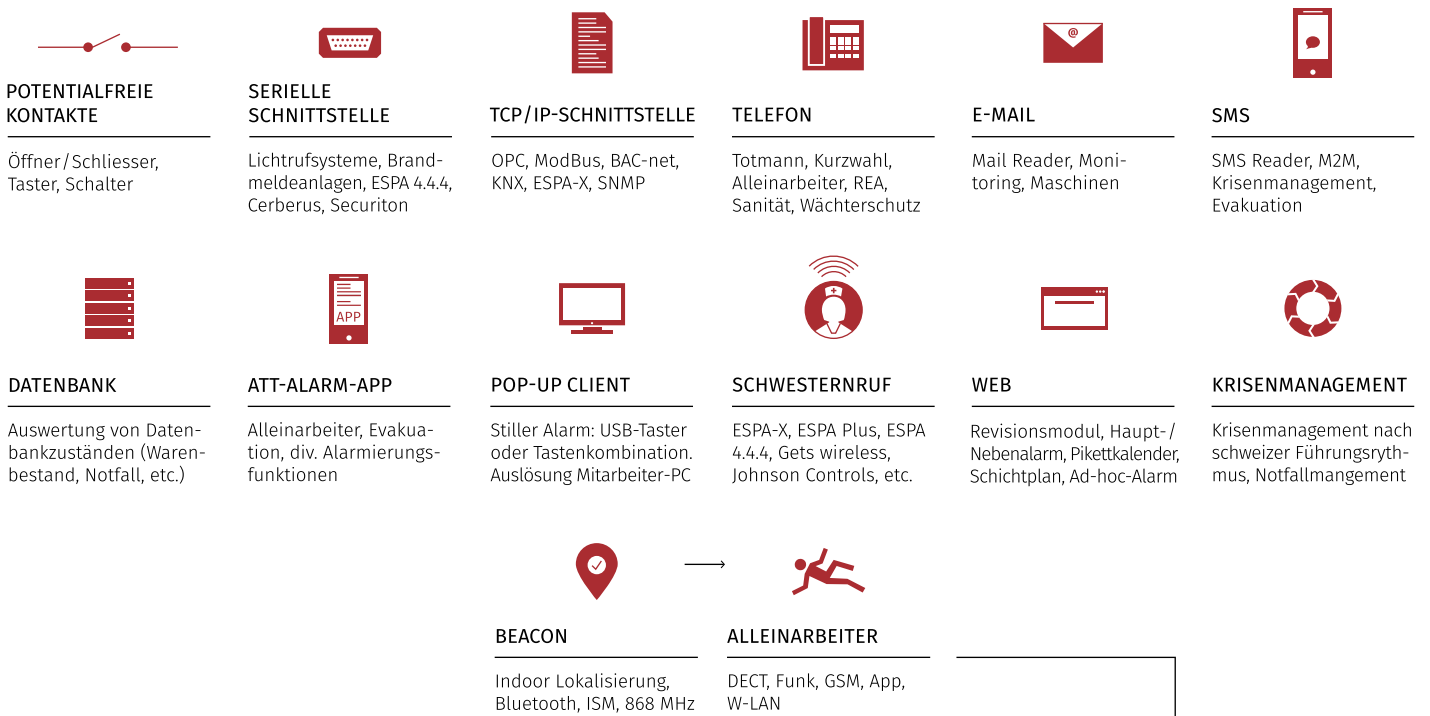 POTENTIALFREIE
KONTAKTE
Öffner/Schliesser,
Taster, Schalter
SERIELLE
SCHNITTSTELLE
Lichtrufsysteme, Brand-
meldeanlagen, ESPA 4.4.4,
Cerberus, Securiton
TCP/IP-SCHNITTSTELLE
OPC, ModBus, BAC-net,
KNX, ESPA-X, SNMP
TELEFON
Totmann, Kurzwahl,
Alleinarbeiter, REA,
Sanität, Wächterschutz
@
E-MAIL
Mail Reader, Moni-
toring, Maschinen
SMS
SMS Reader, M2M,
Krisenmanagement,
Evakuation
DATENBANK
Auswertung von Daten-
bankzuständen (Waren-
bestand, Notfall, etc.)
APP
ATT-ALARM-APP
Alleinarbeiter, Evakua-
tion, div. Alarmierungs-
funktionen
POP-UP CLIENT
Stiller Alarm: USB-Taster
oder Tastenkombination.
Auslösung Mitarbeiter-PC
SCHWESTERNRUF
ESPA-X, ESPA Plus, ESPA
4.4.4, Gets wireless,
Johnson Controls, etc.
WEB
Revisionsmodul, Haupt-/
Nebenalarm, Pikettkalender,
Schichtplan, Ad-hoc-Alarm
KRISENMANAGEMENT
Krisenmanagement nach
schweizer Führungsryth-
mus, Notfallmangement
BEACON
Indoor Lokalisierung,
Bluetooth, ISM, 868 MHz
ALLEINARBEITER
DECT, Funk, GSM, App,
W-LAN